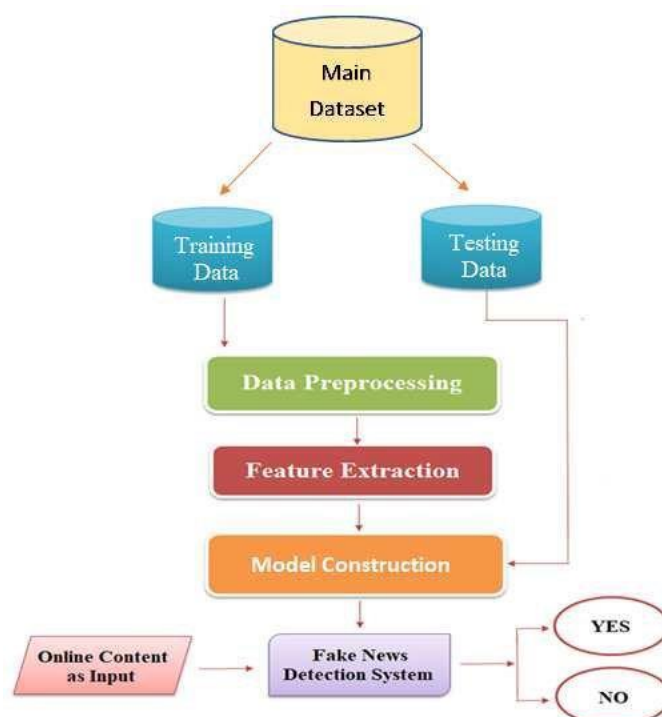 Main
Dataset
Training
Data
Testing
Data
Data Preprocessing
Feature Extraction
Model Construction
Online Content
as Input
Fake News
Detection System
YES
NO